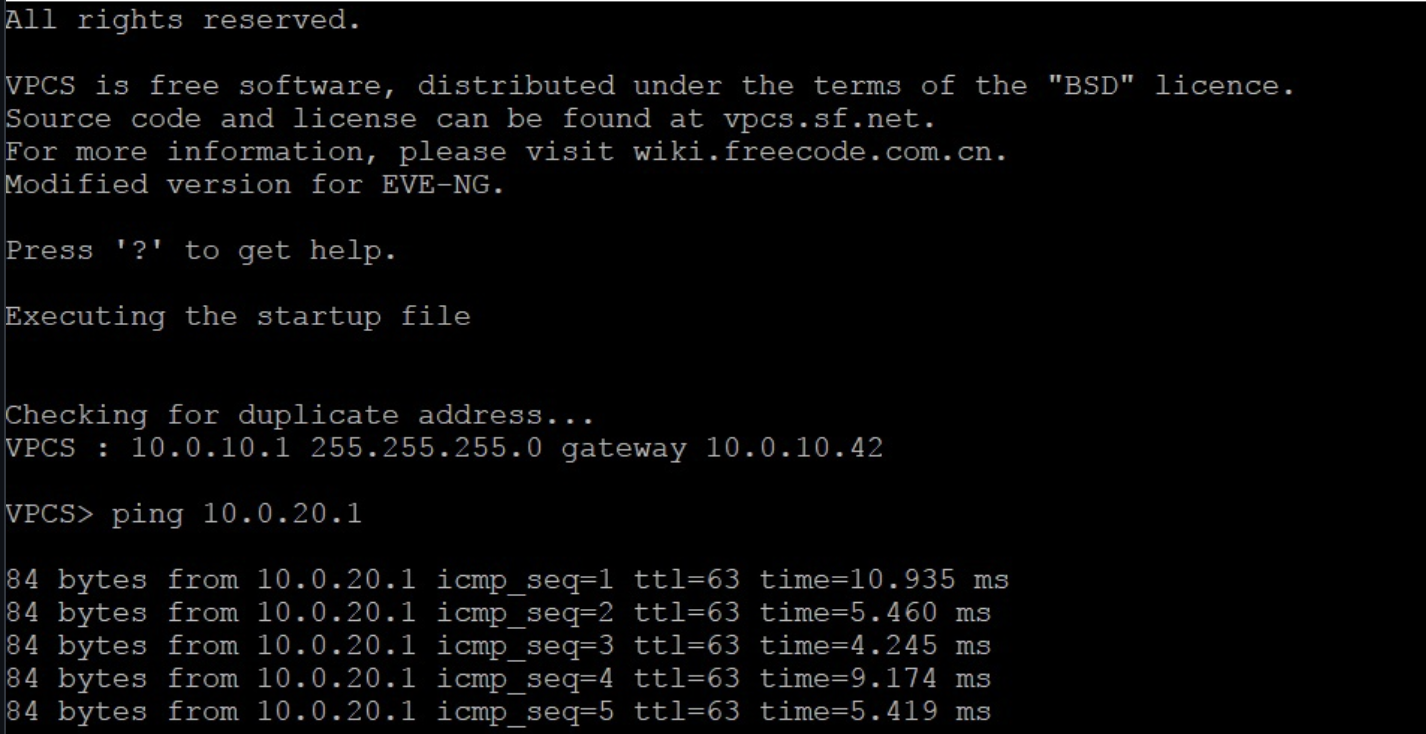 All rights reserved.
VPCS is free software, distributed under the terms of the "BSD" licence.
Source code and license can be found at vpcs.sf.net.
For more information, please visit wiki.freecode.com.cn.
Modified version for EVE-NG.
Press '?' to get help.
Executing the startup file
Checking for duplicate address...
VPCS : 10.0.10.1 255.255.255.0 gateway 10.0.10.42
VPCS> ping 10.0.20.1
84 bytes from 10.0.20.1 icmp_seq=1 ttl=63 time=10.935 ms
84 bytes from 10.0.20.1 icmp_seq=2 ttl=63 time=5.460 ms
84 bytes from 10.0.20.1 icmp_seq=3 ttl=63 time=4.245 ms
84 bytes from 10.0.20.1 icmp_seq=4 ttl=63 time=9.174 ms
84 bytes from 10.0.20.1 icmp_seq=5 ttl=63 time=5.419 ms